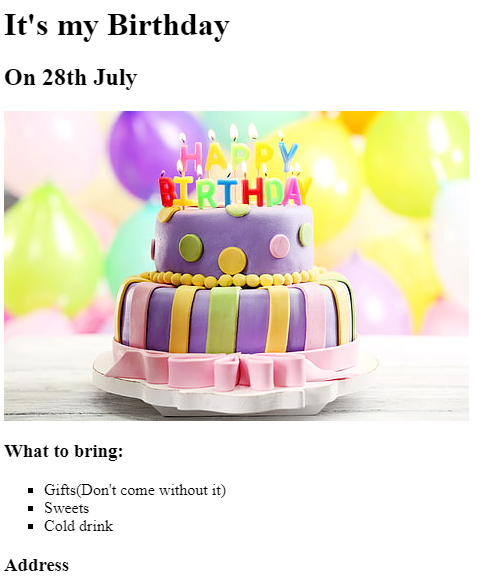 It's my Birthday
On 28th July
HAPPY
BIRTHDAY
What to bring:
Gifts(Don't come without it)
Sweets
Cold drink
Address